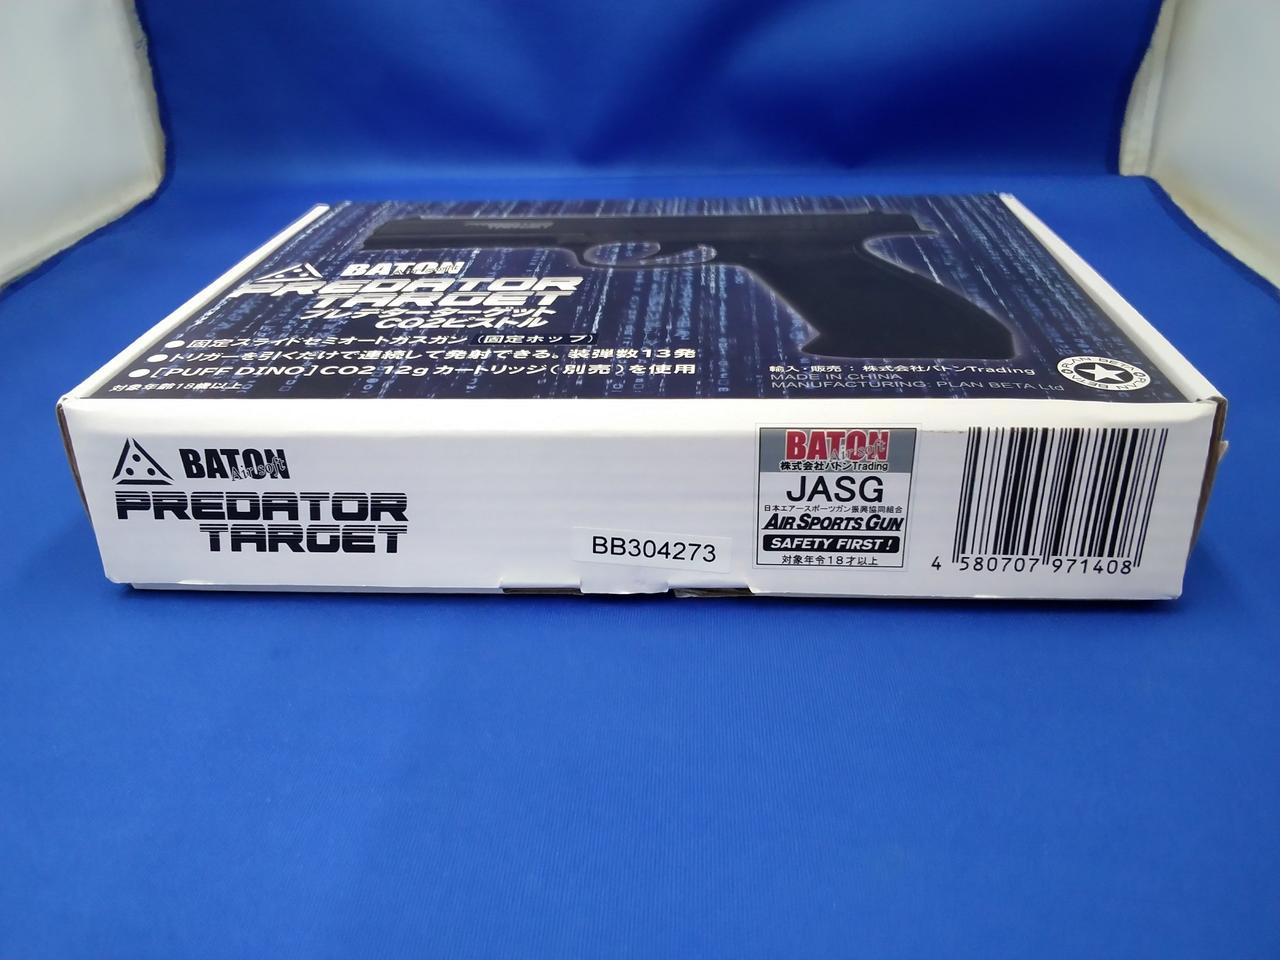 BATON
Airsoft
PREDATOR
TARGET
プレデターターゲット
CO2ピストル
●固定スライドセミオートガスガン(固定ホップ)
●トリガーを引くだけで連続して発射できる。装弾数13発
●[PUFF DINO]CO2 12g カートリッジ(別売)を使用
対象年齢18歳以上
輸入・販売:株式会社バトンTrading
MADE IN CHINA
MANUFACTURING: PLAN BETA Ltd
PLAN BETA
PLAN BETA
BATON
Airsoft
PREDATOR
TARGET
BB304273
BATON
Airsoft
株式会社バトンTrading
JASG
日本エアースポーツガン振興協同組合
AIR SPORTS GUN
SAFETY FIRST !
対象年令18才以上
4 580707 971408